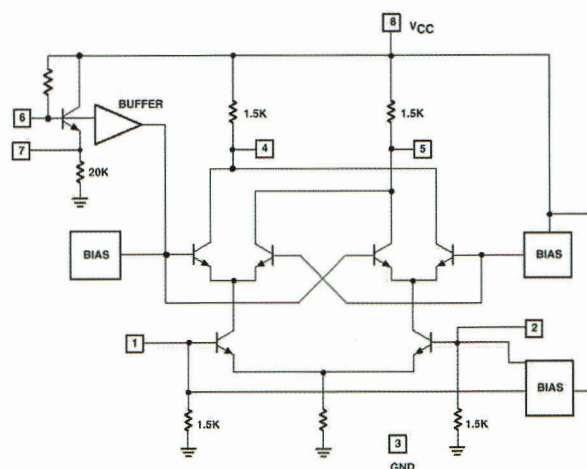 8 V_CC
BUFFER
6
1.5K
1.5K
7
4
5
20K
BIAS
BIAS
1
2
BIAS
1.5K
3
1.5K
GND